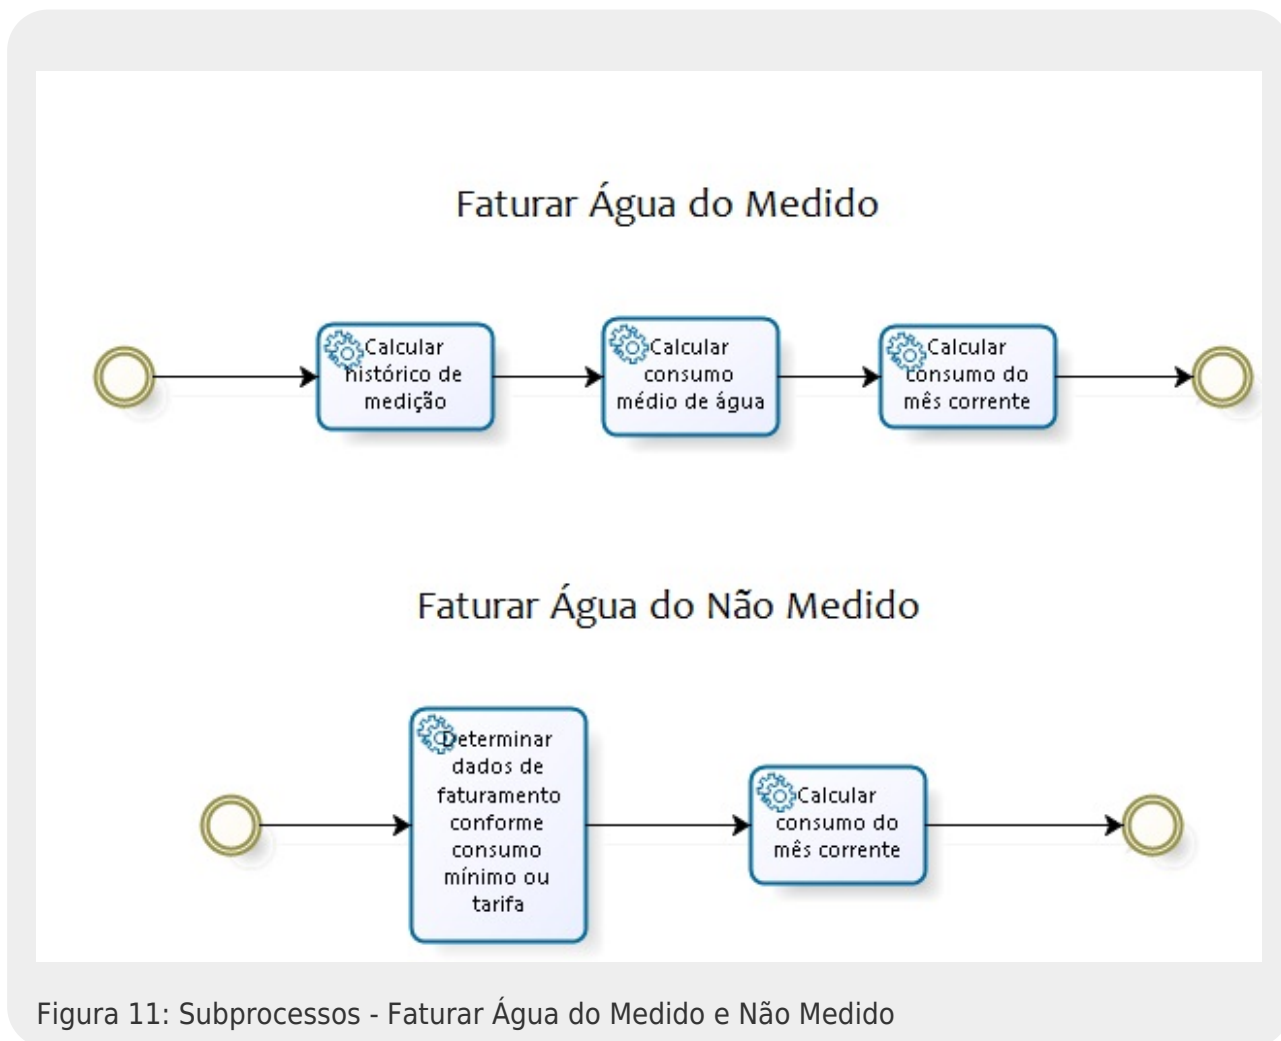 Faturar Água do Medido
Calcular
histórico de
medição
Calcular
consumo
médio de água
Calcular
consumo do
mês corrente
Faturar Água do Não Medido
Determinar
dados de
faturamento
conforme
consumo
mínimo ou
tarifa
Calcular
consumo do
mês corrente
Figura 11: Subprocessos - Faturar Água do Medido e Não Medido